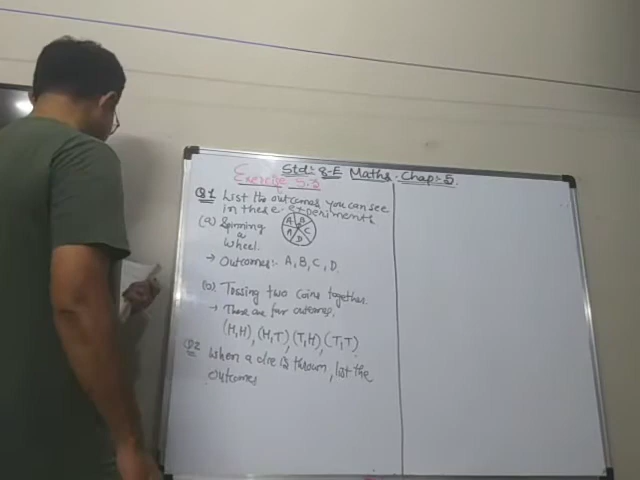 Std:- 8-E Maths. Chap:- 5.
Exercise 5.3
Q1 List the outcomes you can see
in these experiments
(a) Spinning
a
wheel.
A B C D A
→ Outcomes:- A, B, C, D.
(b) Tossing two coins together.
→ There are four outcomes.
(H,H), (H,T), (T,H), (T,T)
Q2 When a die is thrown, list the
outcomes